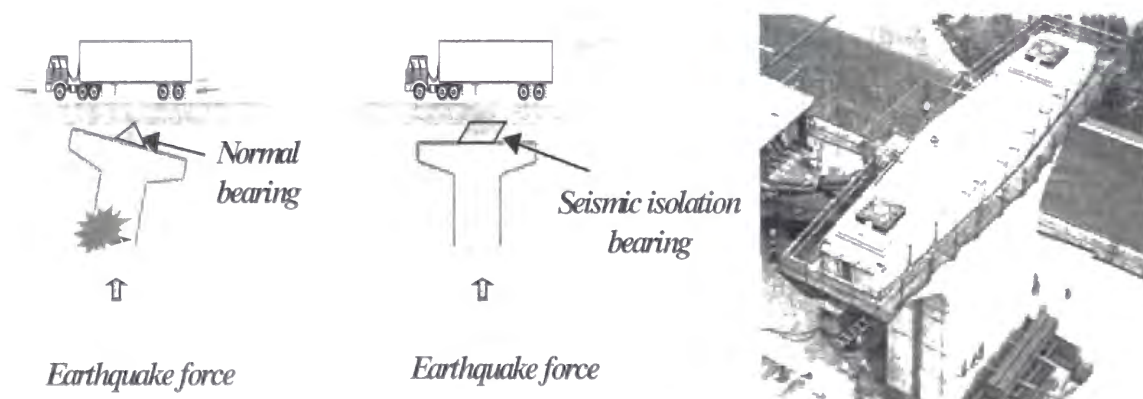 Normal
bearing
Seismic isolation
bearing
Earthquake force
Earthquake force